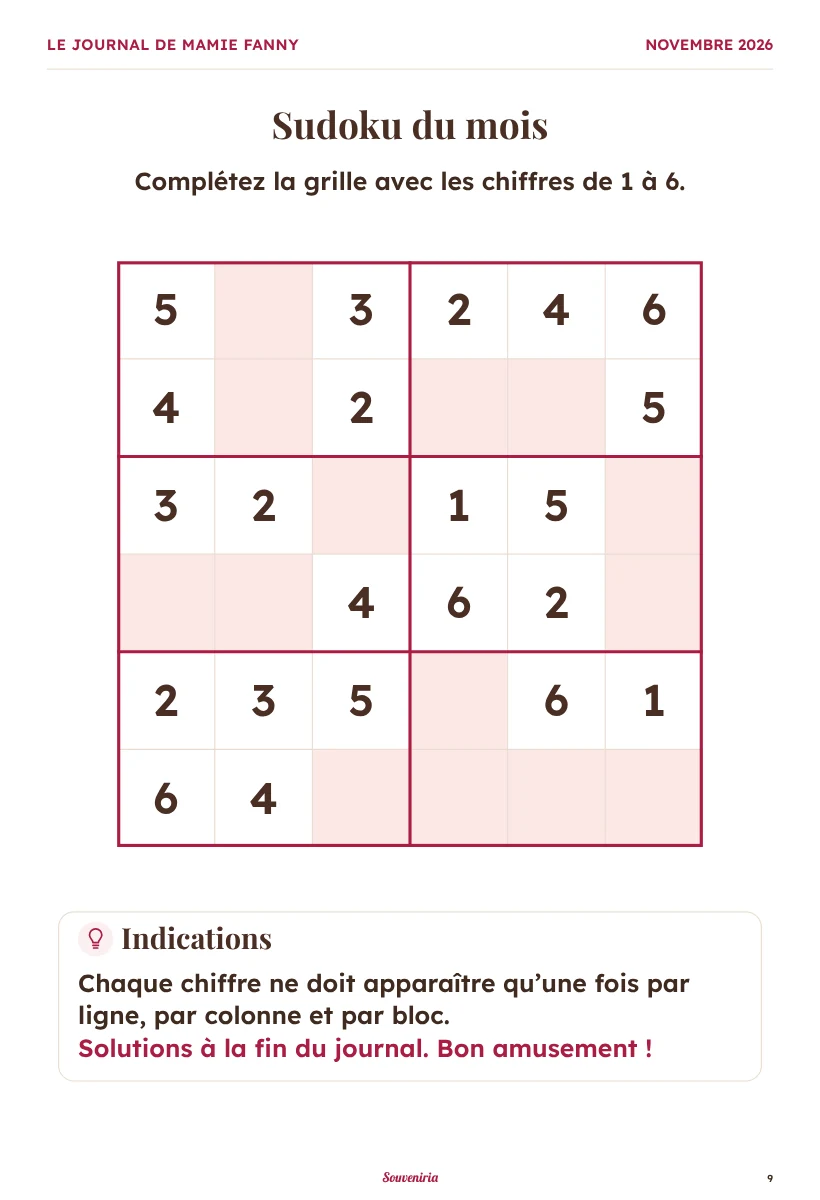 LE JOURNAL DE MAMIE FANNY
NOVEMBRE 2026
Sudoku du mois
Complétez la grille avec les chiffres de 1 à 6.
5 3 2 4 6
4 2 5
3 2 1 5
4 6 2
2 3 5 6 1
6 4
Indications
Chaque chiffre ne doit apparaître qu’une fois par
ligne, par colonne et par bloc.
Solutions à la fin du journal. Bon amusement !
Souveniria
9